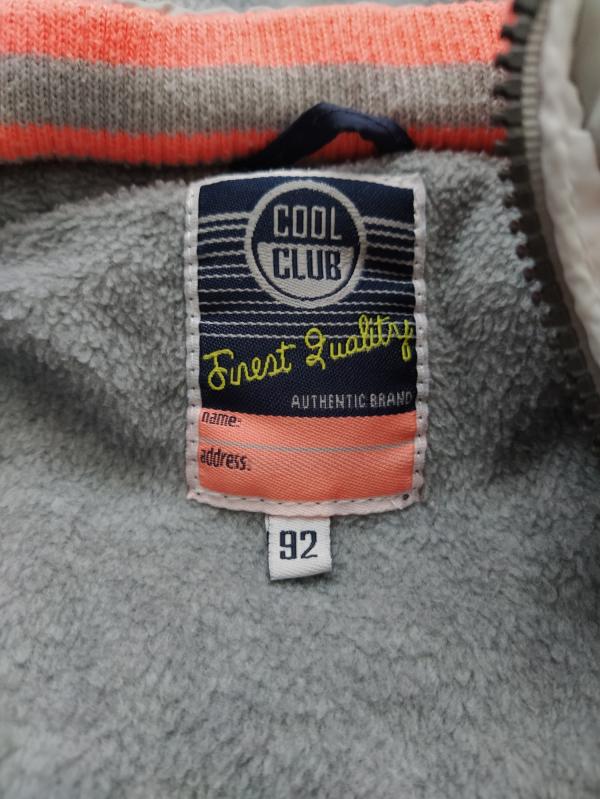 COOL
CLUB
Finest Quality
AUTHENTIC BRAND
name:
address:
92